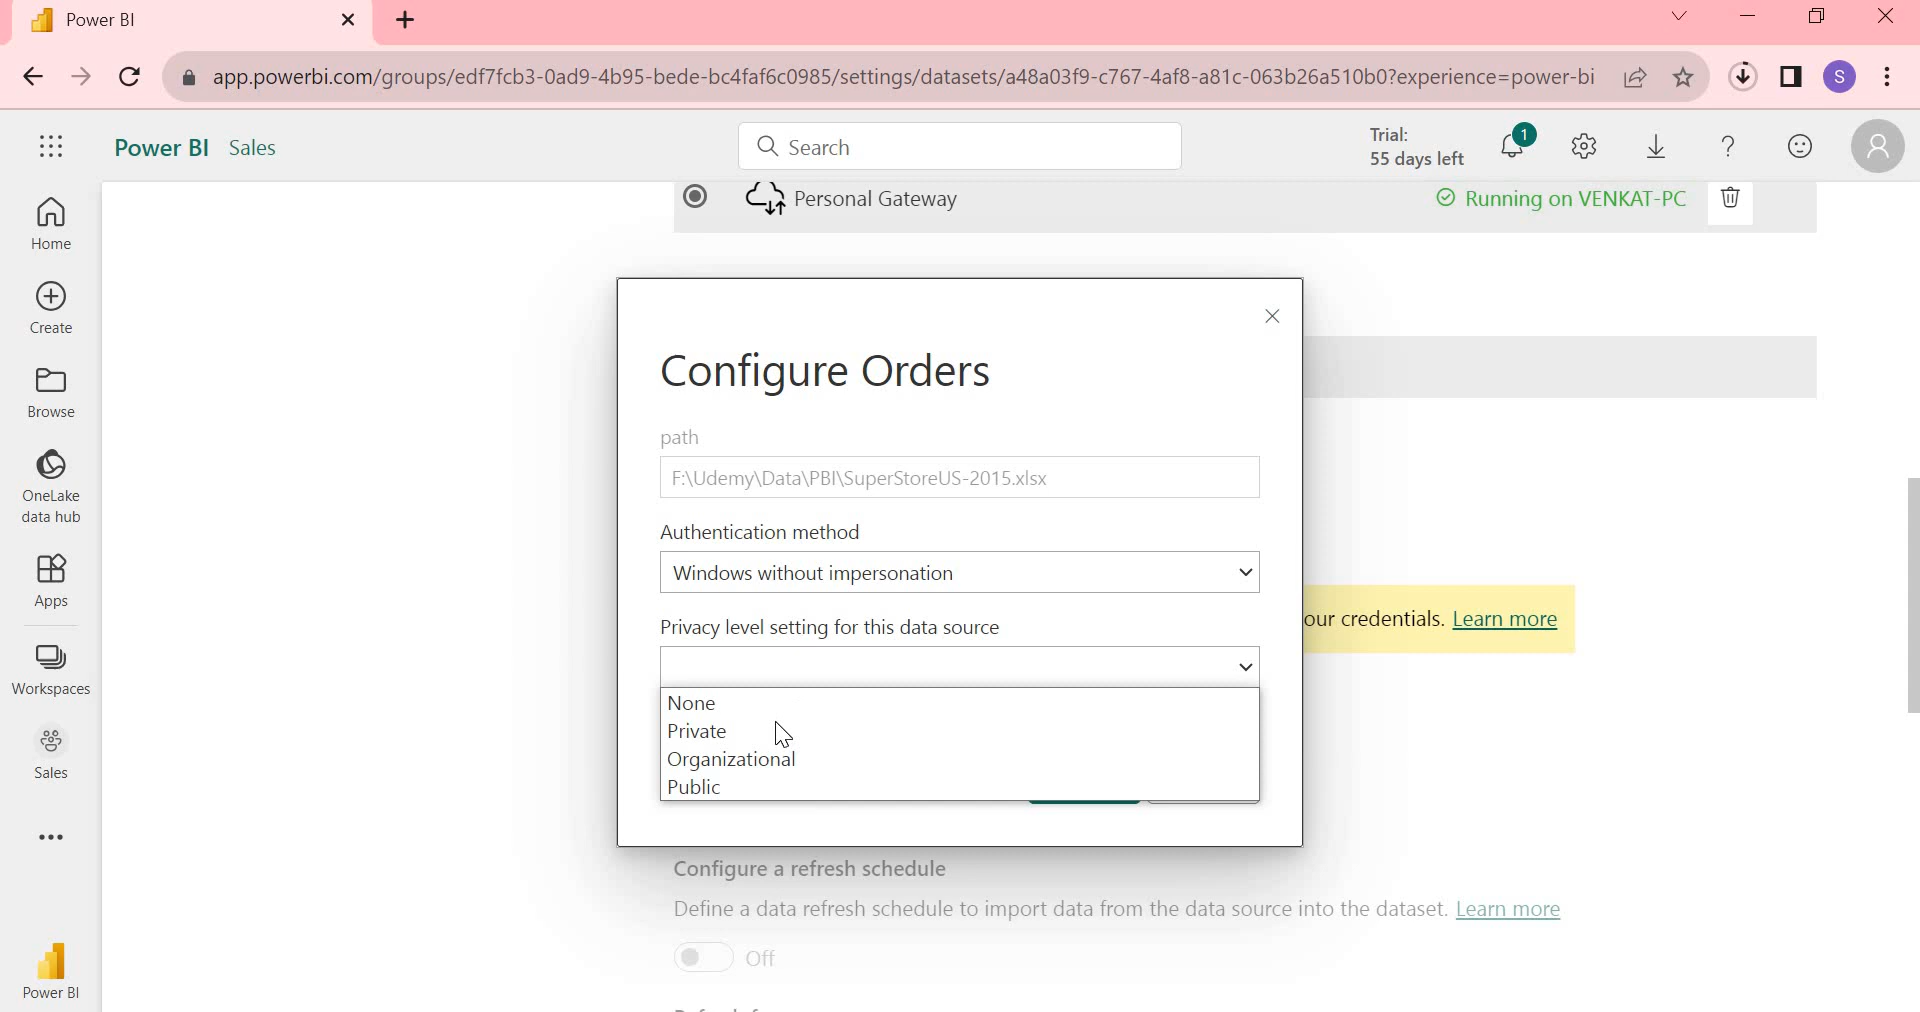 Power BI
app.powerbi.com/groups/edf7fcb3-0ad9-4b95-bede-bc4faf6c0985/settings/datasets/a48a03f9-c767-4af8-a81c-063b26a510b0?experience=power-bi
S
Power BI Sales
Search
Trial:
55 days left
1
Home
Create
Browse
OneLake
data hub
Apps
Workspaces
Sales
Power BI
Personal Gateway
Running on VENKAT-PC
Configure Orders
path
F:\Udemy\Data\PBI\SuperStoreUS-2015.xlsx
Authentication method
Windows without impersonation
Privacy level setting for this data source
None
Private
Organizational
Public
our credentials. Learn more
Configure a refresh schedule
Define a data refresh schedule to import data from the data source into the dataset. Learn more
Off